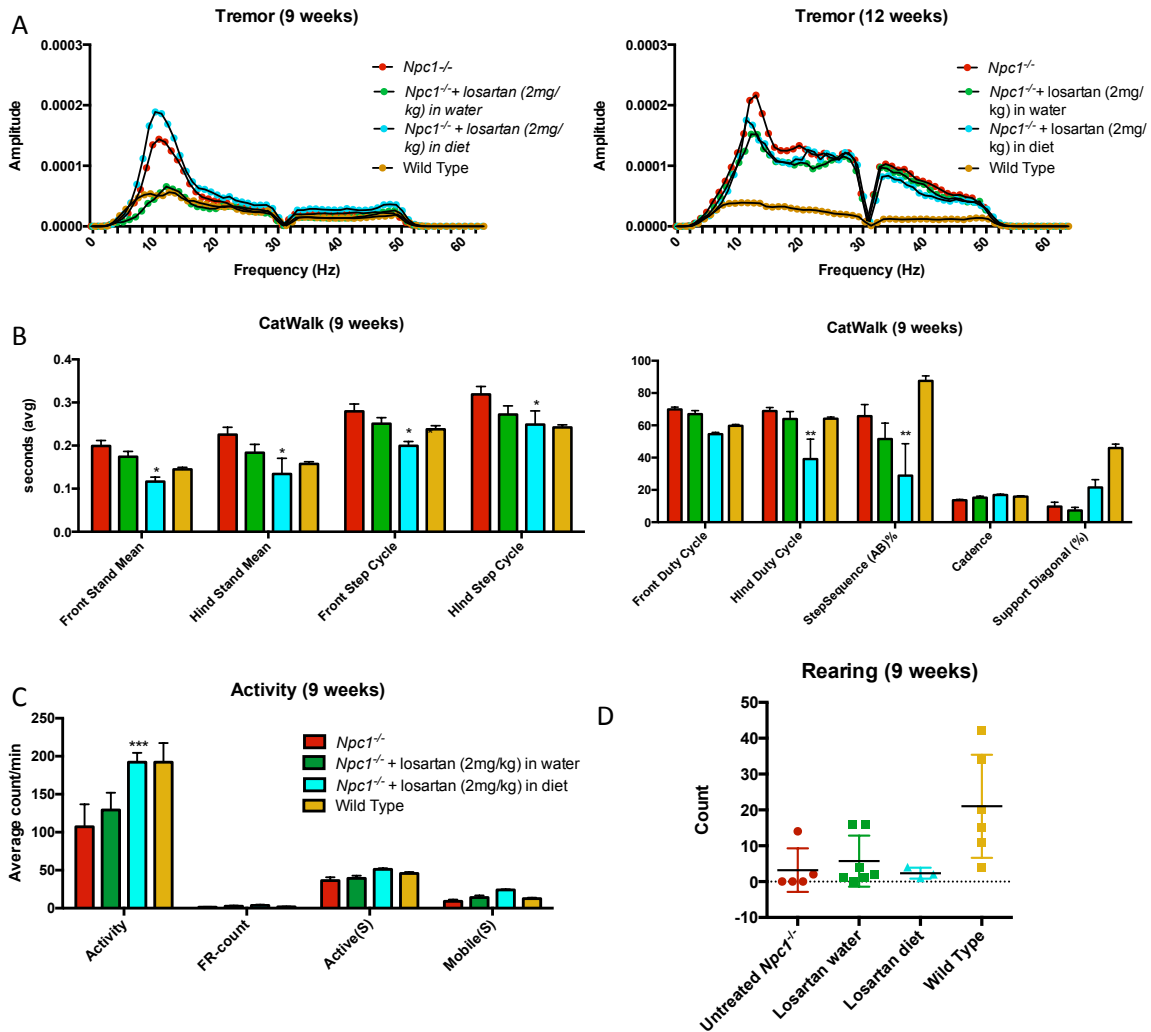 A
Tremor (9 weeks)
Amplitude
0.0003
0.0002
0.0001
0.0000
0
10
20
30
40
50
60
Frequency (Hz)
Npc1-/-
Npc1-/-+ losartan (2mg/
kg) in water
Npc1-/- + losartan (2mg/
kg) in diet
Wild Type
Tremor (12 weeks)
Amplitude
0.0003
0.0002
0.0001
0.0000
0
10
20
30
40
50
60
Frequency (Hz)
Npc1-/-
Npc1-/-+ losartan (2mg/
kg) in water
Npc1-/- + losartan (2mg/
kg) in diet
Wild Type
B
CatWalk (9 weeks)
seconds (avg)
0.4
0.3
0.2
0.1
0.0
*
*
*
*
*
Front Stand Mean
HInd Stand Mean
Front Step Cycle
HInd Step Cycle
CatWalk (9 weeks)
100
80
60
40
20
0
**
**
Front Duty Cycle
HInd Duty Cycle
StepSequence (AB)%
Cadence
Support Diagonal (%)
C
Activity (9 weeks)
Average count/min
250
200
150
100
50
0
***
Activity
FR-count
Active(S)
Mobile(S)
Npc1-/-
Npc1-/- + losartan (2mg/kg) in water
Npc1-/- + losartan (2mg/kg) in diet
Wild Type
D
Rearing (9 weeks)
Count
50
40
30
20
10
0
-10
Untreated Npc1-/-
Losartan water
Losartan diet
Wild Type